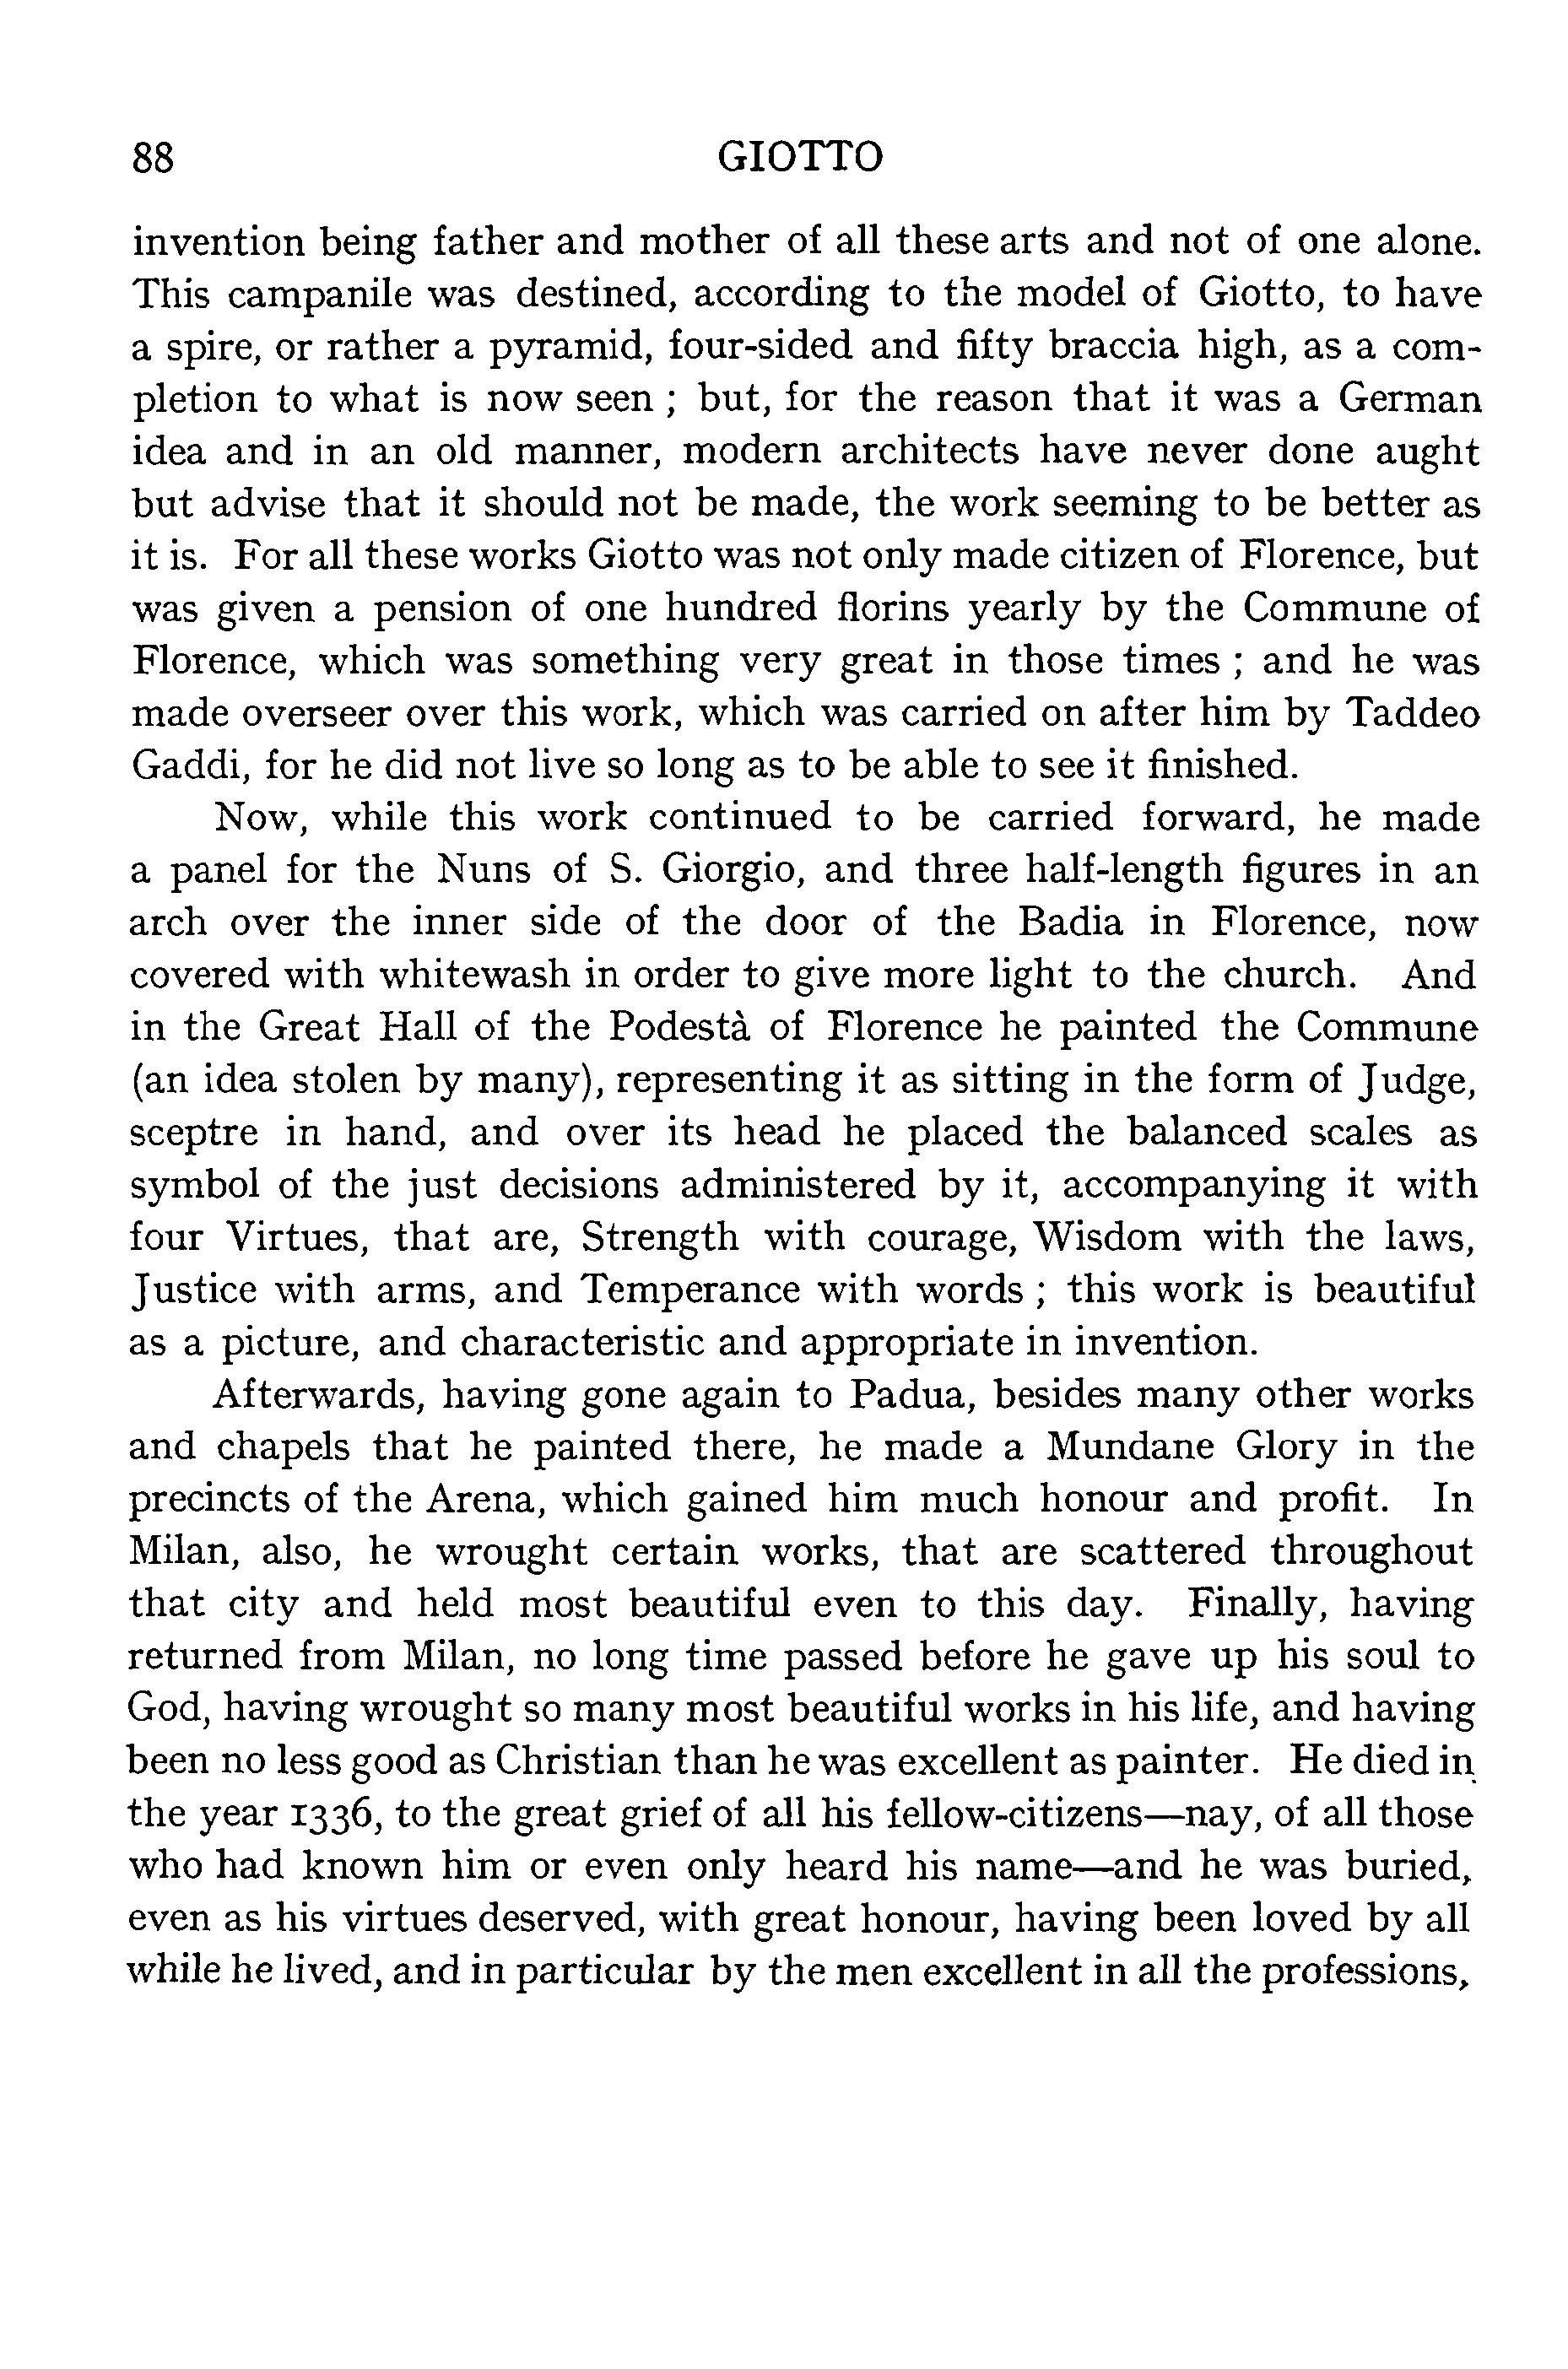 88 GIOTTO
invention being father and mother of all these arts and not of one alone.
This campanile was destined, according to the model of Giotto, to have
a spire, or rather a pyramid, four-sided and fifty braccia high, as a com-
pletion to what is now seen ; but, for the reason that it was a German
idea and in an old manner, modern architects have never done aught
but advise that it should not be made, the work seeming to be better as
it is. For all these works Giotto was not only made citizen of Florence, but
was given a pension of one hundred florins yearly by the Commune of
Florence, which was something very great in those times ; and he was
made overseer over this work, which was carried on after him by Taddeo
Gaddi, for he did not live so long as to be able to see it finished.
Now, while this work continued to be carried forward, he made
a panel for the Nuns of S. Giorgio, and three half-length figures in an
arch over the inner side of the door of the Badia in Florence, now
covered with whitewash in order to give more light to the church. And
in the Great Hall of the Podestà of Florence he painted the Commune
(an idea stolen by many), representing it as sitting in the form of Judge,
sceptre in hand, and over its head he placed the balanced scales as
symbol of the just decisions administered by it, accompanying it with
four Virtues, that are, Strength with courage, Wisdom with the laws,
Justice with arms, and Temperance with words ; this work is beautiful
as a picture, and characteristic and appropriate in invention.
Afterwards, having gone again to Padua, besides many other works
and chapels that he painted there, he made a Mundane Glory in the
precincts of the Arena, which gained him much honour and profit. In
Milan, also, he wrought certain works, that are scattered throughout
that city and held most beautiful even to this day. Finally, having
returned from Milan, no long time passed before he gave up his soul to
God, having wrought so many most beautiful works in his life, and having
been no less good as Christian than he was excellent as painter. He died in
the year 1336, to the great grief of all his fellow-citizens—nay, of all those
who had known him or even only heard his name—and he was buried,
even as his virtues deserved, with great honour, having been loved by all
while he lived, and in particular by the men excellent in all the professions,